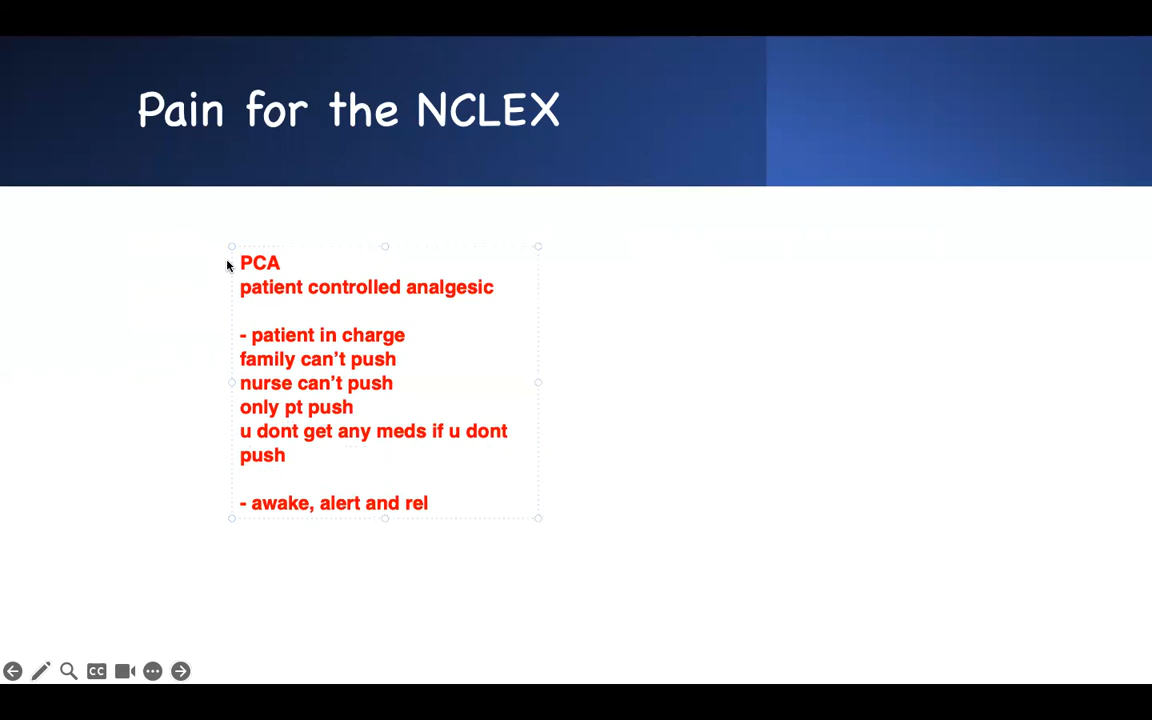 Pain for the NCLEX
PCA
patient controlled analgesic
- patient in charge
family can’t push
nurse can’t push
only pt push
u dont get any meds if u dont
push
- awake, alert and rel
CC